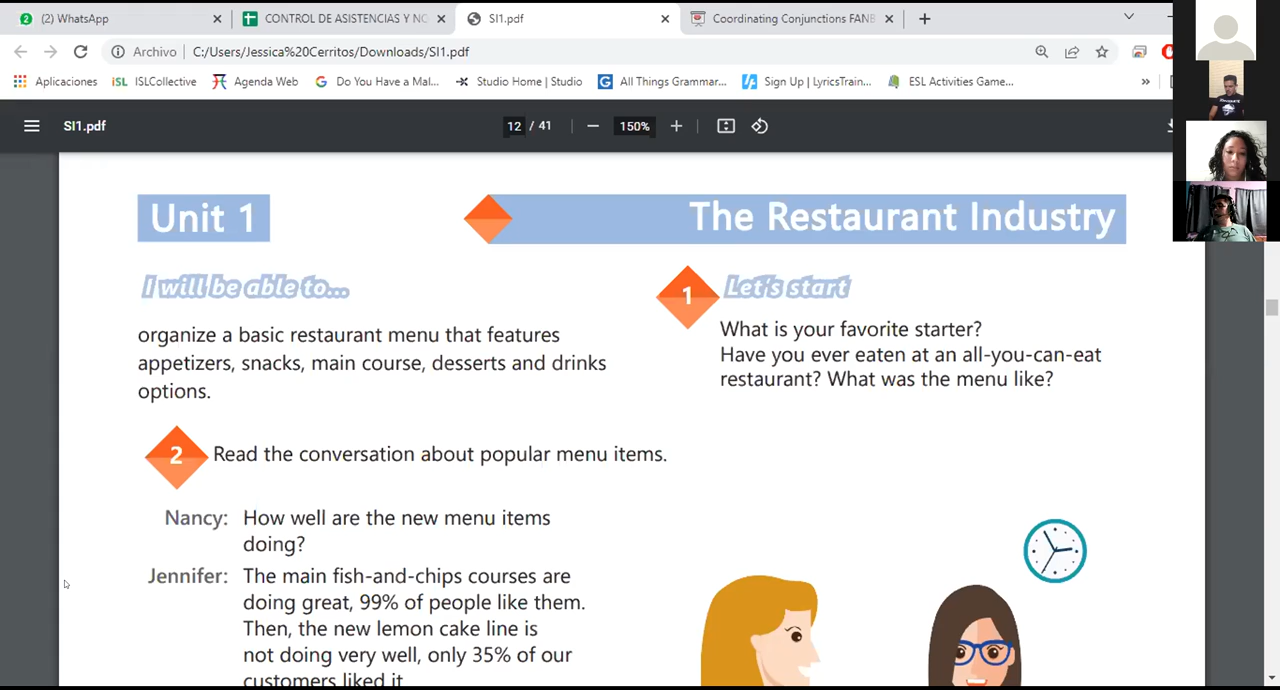 (2) WhatsApp
CONTROL DE ASISTENCIAS Y NO
SI1.pdf
Coordinating Conjunctions FANB
Archivo
C:/Users/Jessica%20Cerritos/Downloads/SI1.pdf
Aplicaciones
iSL ISLCollective
Agenda Web
Do You Have a Mal...
Studio Home | Studio
All Things Grammar...
Sign Up | LyricsTrain...
ESL Activities Game...
»
SI1.pdf
12 / 41
150%
Unit 1
The Restaurant Industry
I will be able to...
organize a basic restaurant menu that features
appetizers, snacks, main course, desserts and drinks
options.
1 Let's start
What is your favorite starter?
Have you ever eaten at an all-you-can-eat
restaurant? What was the menu like?
2 Read the conversation about popular menu items.
Nancy: How well are the new menu items
doing?
Jennifer: The main fish-and-chips courses are
doing great, 99% of people like them.
Then, the new lemon cake line is
not doing very well, only 35% of our
customers liked it